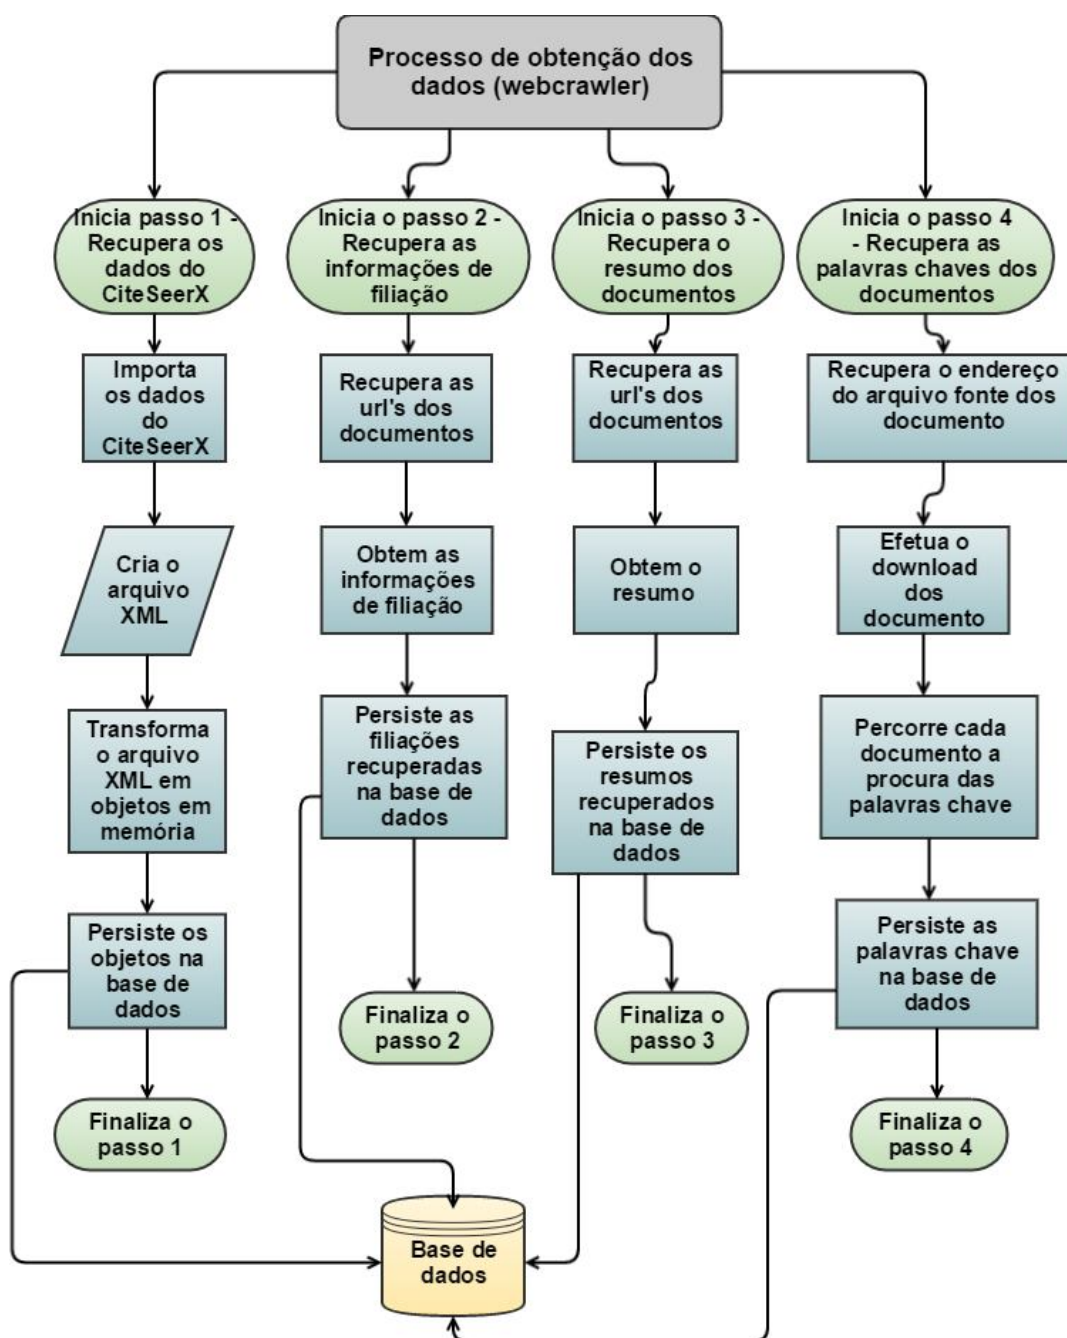 Processo de obtenção dos
dados (webcrawler)
Inicia passo 1 -
Recupera os
dados do
CiteSeerX
Importa
os dados
do
CiteSeerX
Cria o
arquivo
XML
Transforma
o arquivo
XML em
objetos em
memória
Persiste os
objetos na
base de
dados
Finaliza o
passo 1
Inicia o passo 2 -
Recupera as
informações de
filiação
Recupera as
url's dos
documentos
Obtem as
informações
de filiação
Persiste as
filiações
recuperadas
na base de
dados
Finaliza o
passo 2
Inicia o passo 3 -
Recupera o
resumo dos
documentos
Recupera as
url's dos
documentos
Obtem o
resumo
Persiste os
resumos
recuperados
na base de
dados
Finaliza o
passo 3
Inicia o passo 4
- Recupera as
palavras chaves dos
documentos
Recupera o endereço
do arquivo fonte dos
documento
Efetua o
download
dos
documento
Percorre cada
documento a
procura das
palavras chave
Persiste as
palavras chave
na base de
dados
Finaliza o
passo 4
Base de
dados